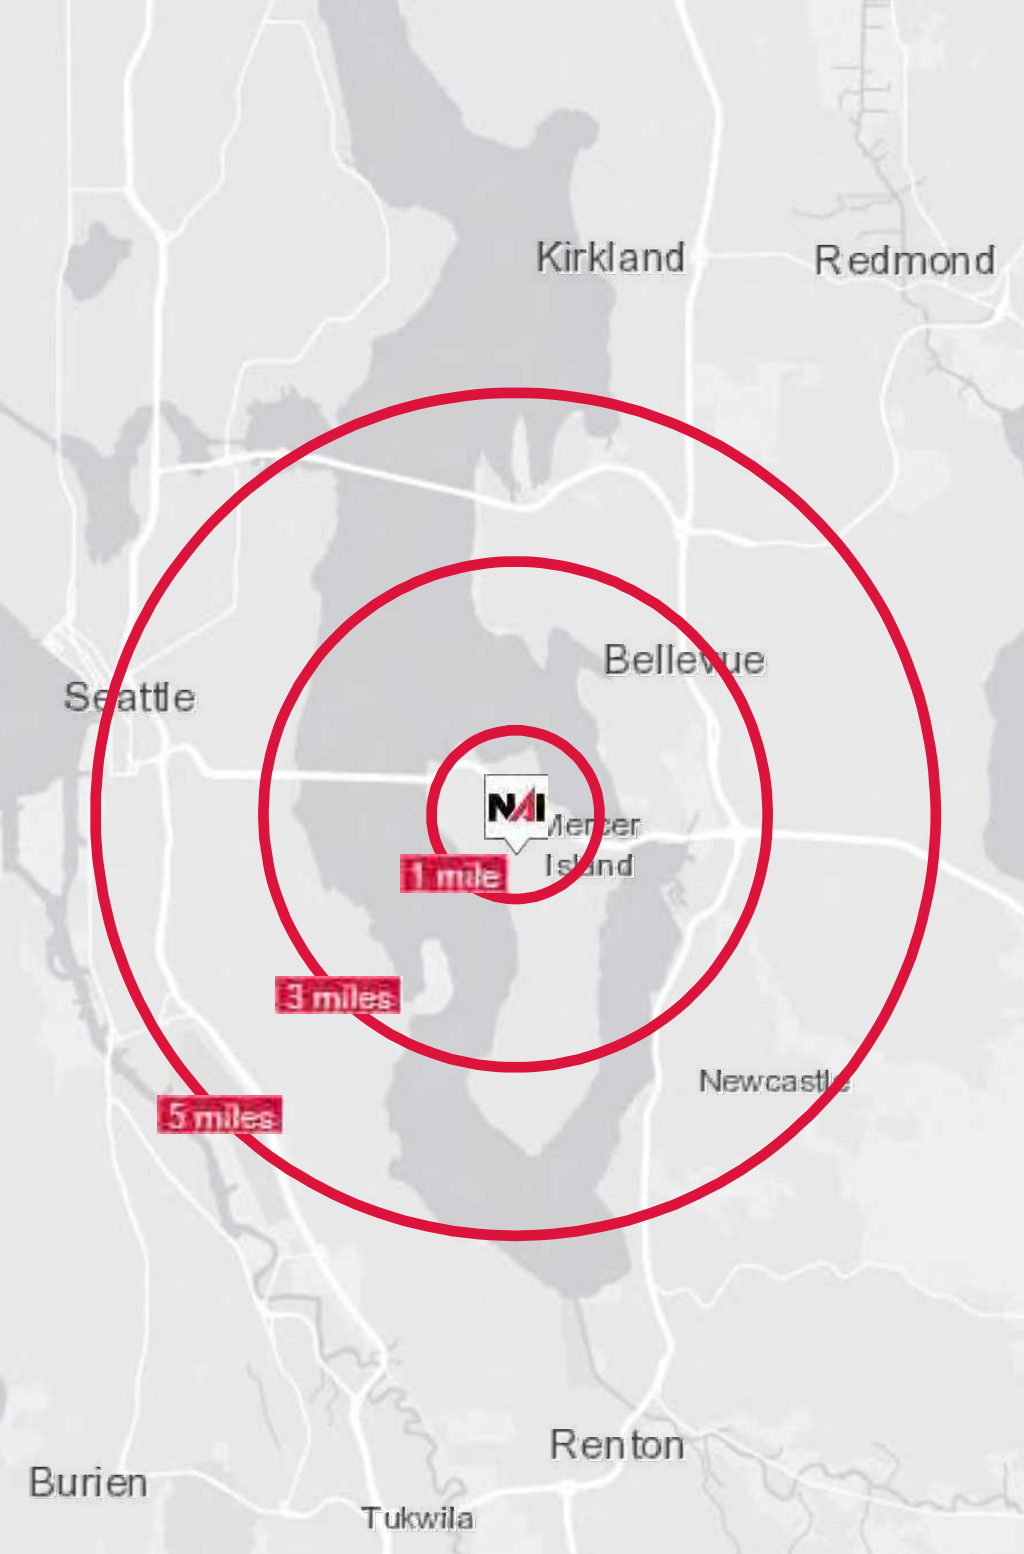 Kirkland
Redmond
Bellevue
Seattle
NAI
Mercer
Island
1 mile
3 miles
Newcastle
5 miles
Renton
Burien
Tukwila